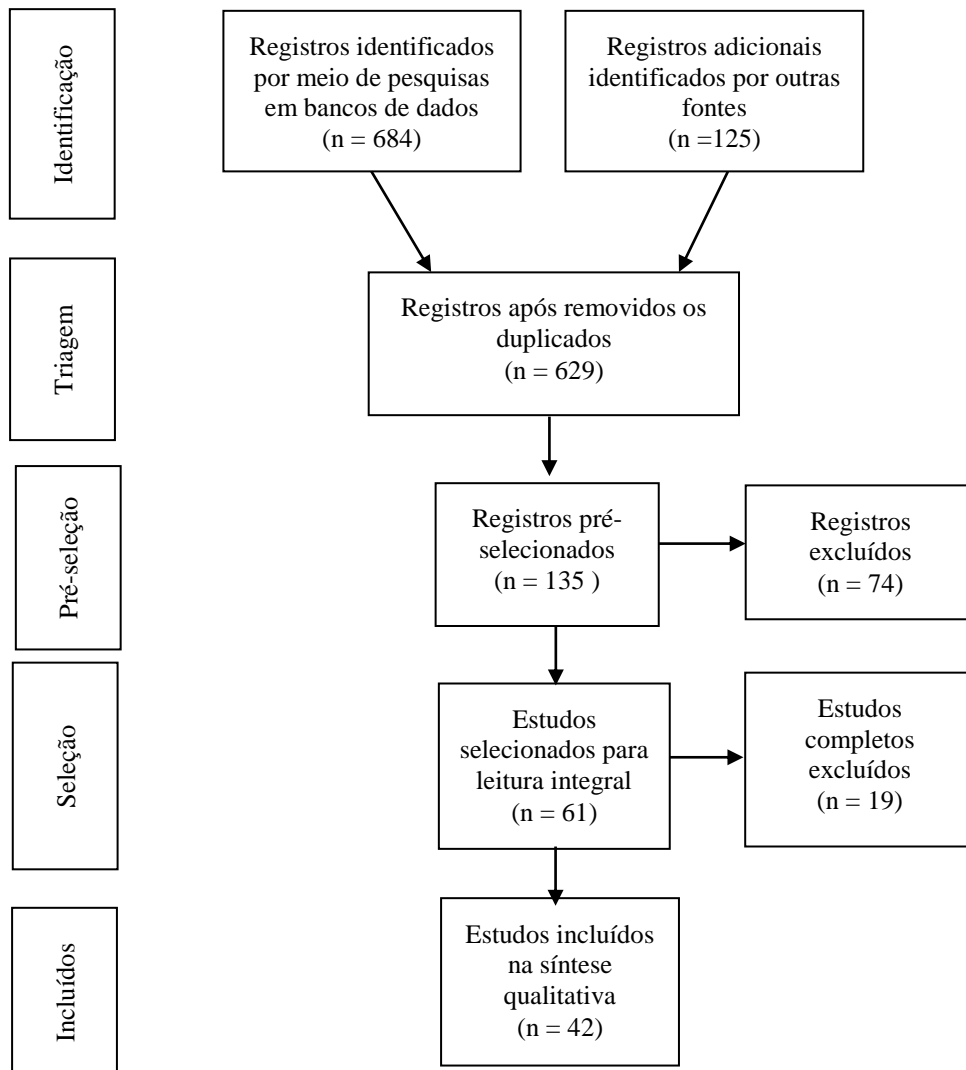 Identificação
Registros identificados
por meio de pesquisas
em bancos de dados
(n = 684)
Registros adicionais
identificados por outras
fontes
(n =125)
Triagem
Registros após removidos os
duplicados
(n = 629)
Pré-seleção
Registros pré-
selecionados
(n = 135 )
Registros
excluídos
(n = 74)
Seleção
Estudos
selecionados para
leitura integral
(n = 61)
Estudos
completos
excluídos
(n = 19)
Incluídos
Estudos incluídos
na síntese
qualitativa
(n = 42)